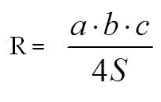 R = a·b·c / 4S